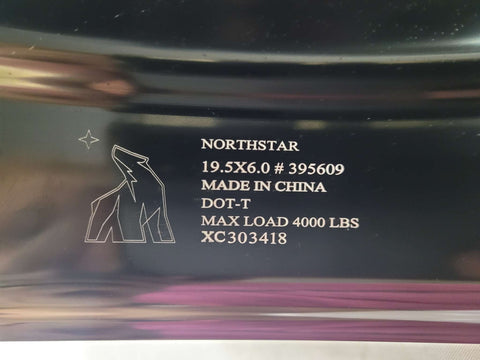 NORTHSTAR
19.5X6.0 # 395609
MADE IN CHINA
DOT-T
MAX LOAD 4000 LBS
XC303418